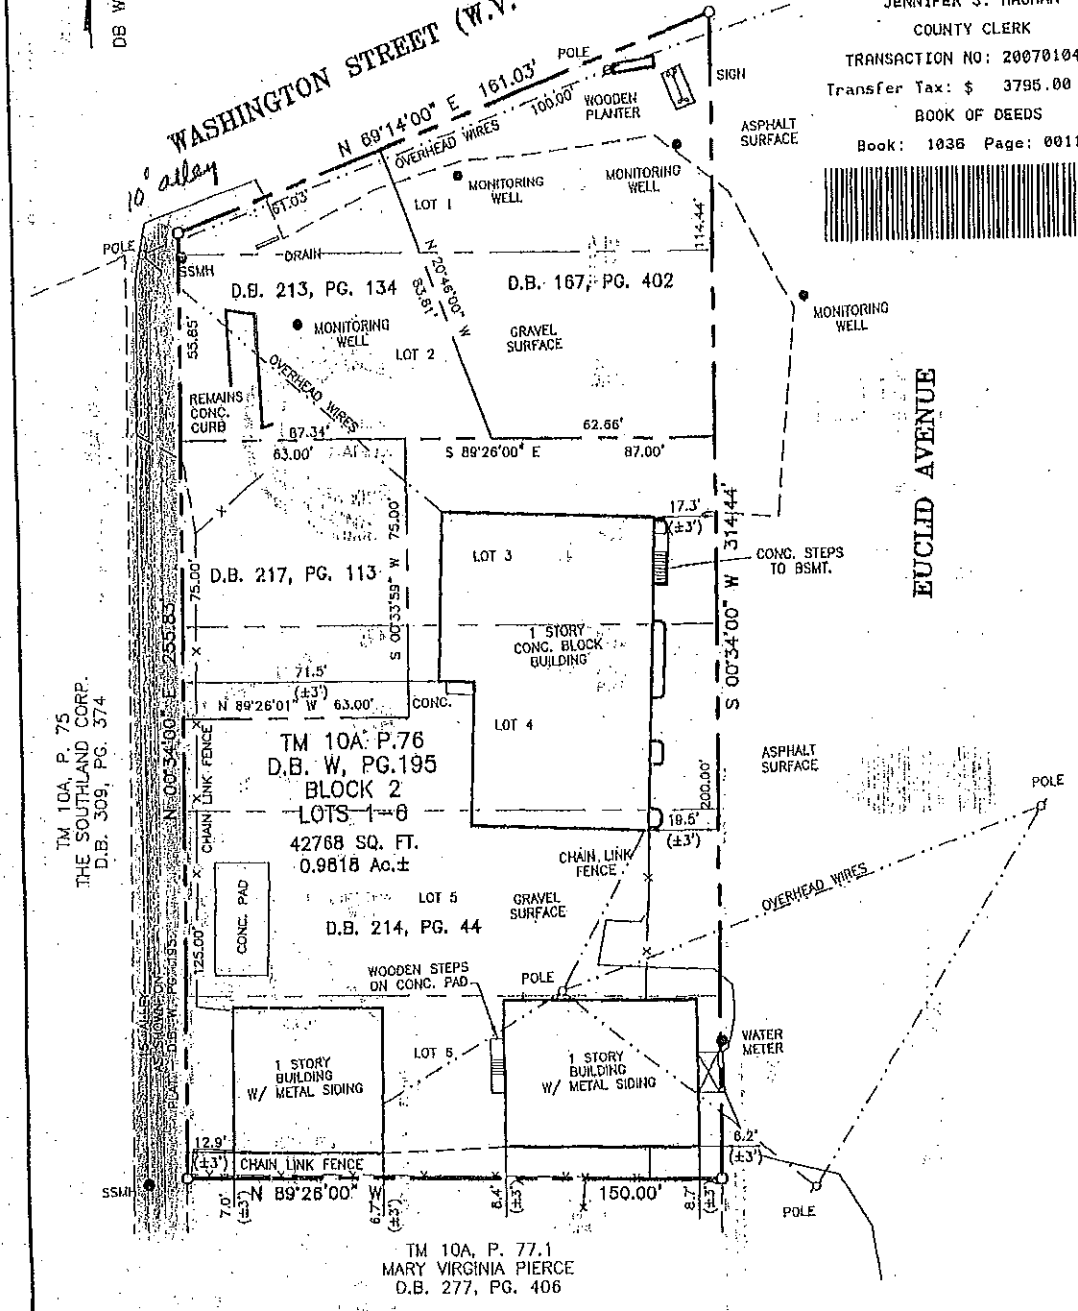 DB W
JENNIFER S. MAGHAN
COUNTY CLERK
TRANSACTION NO: 20070104
Transfer Tax: $ 3795.00
BOOK OF DEEDS
Book: 1036 Page: 0011
WASHINGTON STREET (W.V.
10' alley
N 69'14'00" E 161.03'
POLE
OVERHEAD WIRES
100.00'
WOODEN
PLANTER
SIGN
ASPHALT
SURFACE
61.03'
LOT 1
MONITORING
WELL
MONITORING
WELL
114.44'
POLE
SSMH
DRAIN
D.B. 213, PG. 134
N 20'46'00" W
83.81'
D.B. 167, PG. 402
MONITORING
WELL
55.85'
MONITORING
WELL
LOT 2
GRAVEL
SURFACE
OVERHEAD WIRES
REMAINS
CONC.
CURB
87.34'
63.00'
62.66'
S 89'26'00" E
87.00'
EUCLID AVENUE
17.3'
(±3')
LOT 3
CONC. STEPS
TO BSMT.
75.00'
D.B. 217, PG. 113
S 00'33'59" W 75.00'
1 STORY
CONC. BLOCK
BUILDING
S 00'34'00" W 314.44'
71.5'
(±3')
N 89'26'01" W 63.00'
CONC.
LOT 4
TM 10A, P. 75
THE SOUTHLAND CORP.
D.B. 309, PG. 374
N 00'34'00" E 255.83'
CHAIN LINK FENCE
TM 10A P.76
D.B. W, PG.195
BLOCK 2
LOTS 1-6
42768 SQ. FT.
0.9818 Ac.±
ASPHALT
SURFACE
POLE
200.00'
19.5'
(±3')
CHAIN LINK
FENCE
OVERHEAD WIRES
LOT 5
GRAVEL
SURFACE
CONC. PAD
125.00'
D.B. 214, PG. 44
WOODEN STEPS
ON CONC. PAD
POLE
AS SHOWN ON
PLAT D.B. W, PG. 195
WATER
METER
1 STORY
BUILDING
W/ METAL SIDING
LOT 6
1 STORY
BUILDING
W/ METAL SIDING
12.9'
(±3')
CHAIN LINK FENCE
6.2'
(±3')
SSMH
7.0'
(±3')
N 89'26'00" W
6.7'
(±3')
8.4'
(±3')
150.00'
8.7'
(±3')
POLE
TM 10A, P. 77.1
MARY VIRGINIA PIERCE
D.B. 277, PG. 406